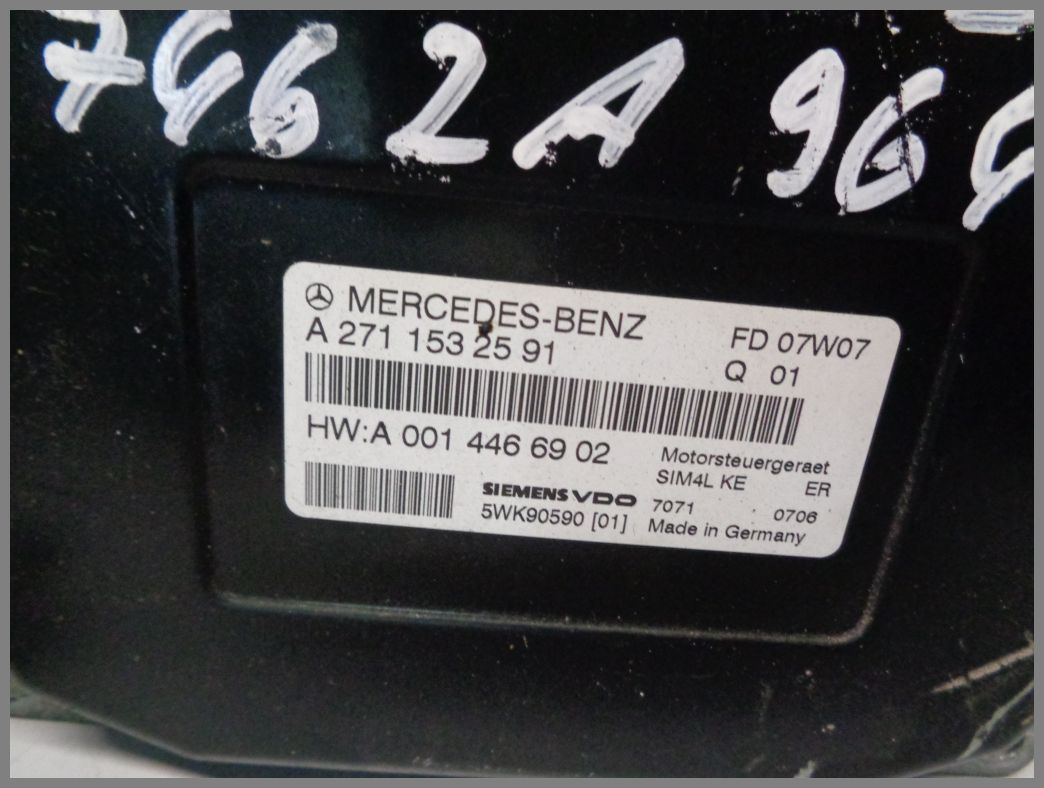 7462A96
MERCEDES-BENZ
A 271 153 25 91
FD 07W07
Q 01
HW:A 001 446 69 02
Motorsteuergeraet
SIM4L KE ER
SIEMENS VDO
7071 0706
5WK90590 [01]
Made in Germany